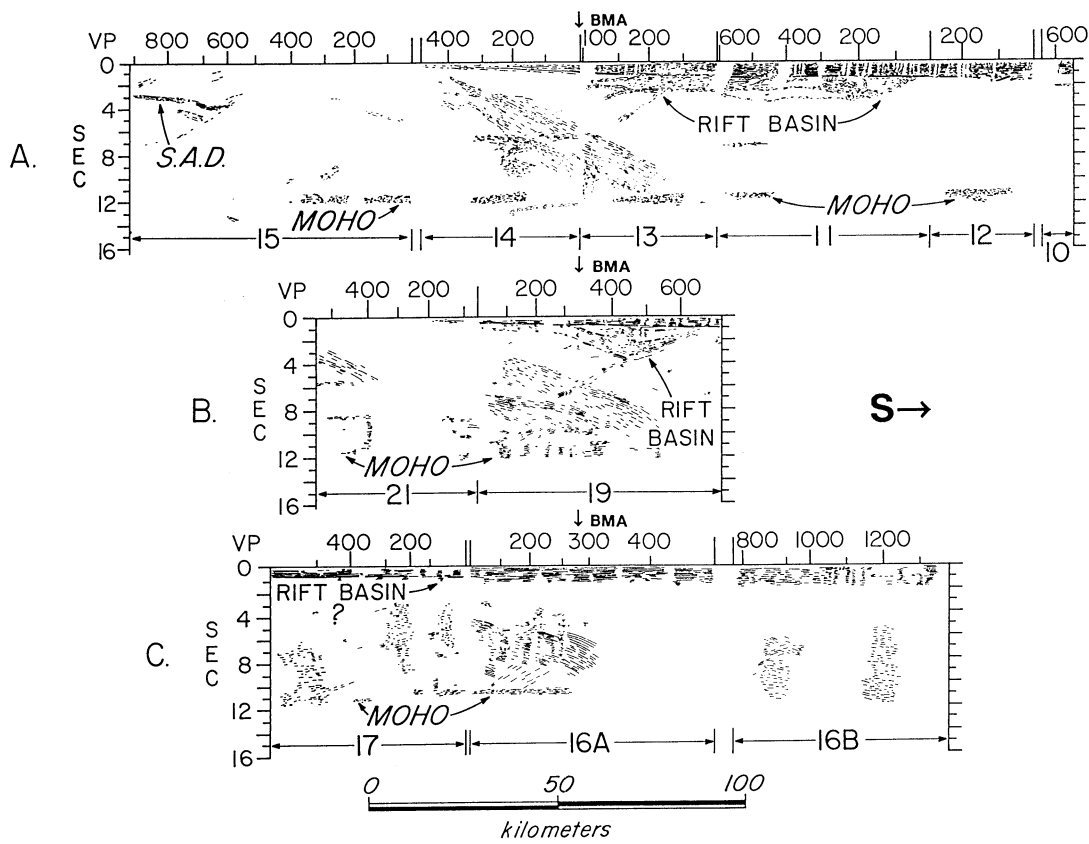 ↓ BMA
VP 800 600 400 200 400 200 100 200 600 400 200 200 600
A.
SEC
0
4
8
12
16
S.A.D.
RIFT BASIN
MOHO
MOHO
15 14 13 11 12 10
↓ BMA
VP 400 200 200 400 600
B.
SEC
0
4
8
12
16
RIFT BASIN
MOHO
21 19
S→
↓ BMA
VP 400 200 200 300 400 800 1000 1200
C.
SEC
0
4
8
12
16
RIFT BASIN
?
MOHO
17 16A 16B
0 50 100
kilometers